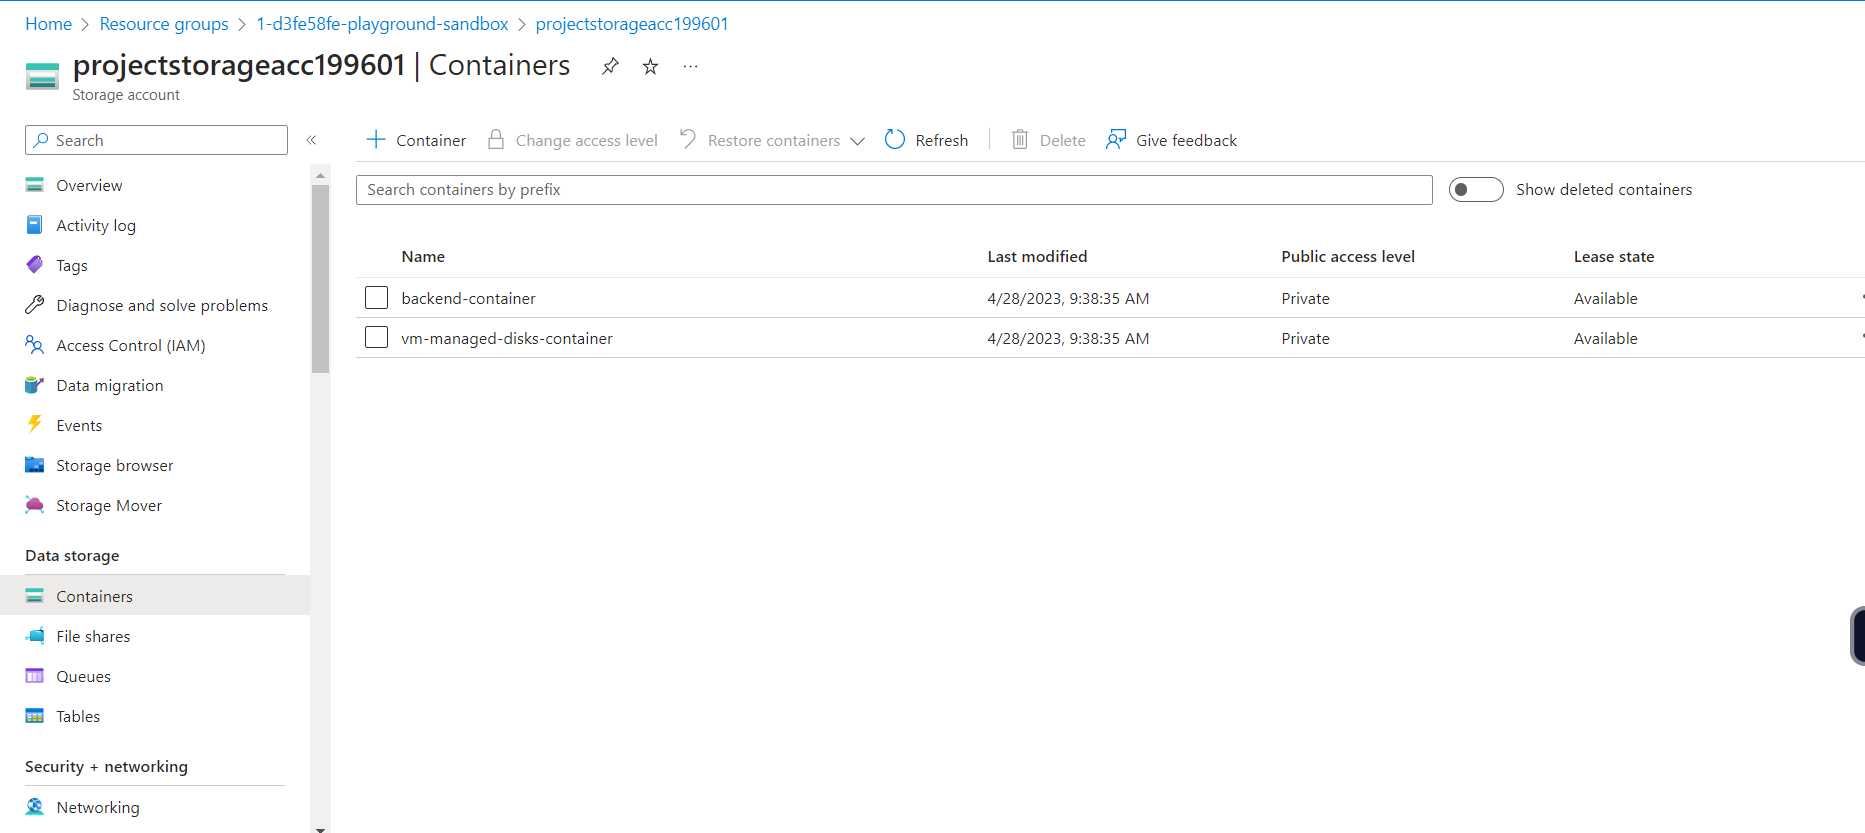 Home > Resource groups > 1-d3fe58fe-playground-sandbox > projectstorageacc199601
projectstorageacc199601 | Containers
Storage account
Search
Container
Change access level
Restore containers
Refresh
Delete
Give feedback
Search containers by prefix
Show deleted containers
Overview
Activity log
Tags
Diagnose and solve problems
Access Control (IAM)
Data migration
Events
Storage browser
Storage Mover
Data storage
Containers
File shares
Queues
Tables
Security + networking
Networking
Name Last modified Public access level Lease state
backend-container 4/28/2023, 9:38:35 AM Private Available
vm-managed-disks-container 4/28/2023, 9:38:35 AM Private Available